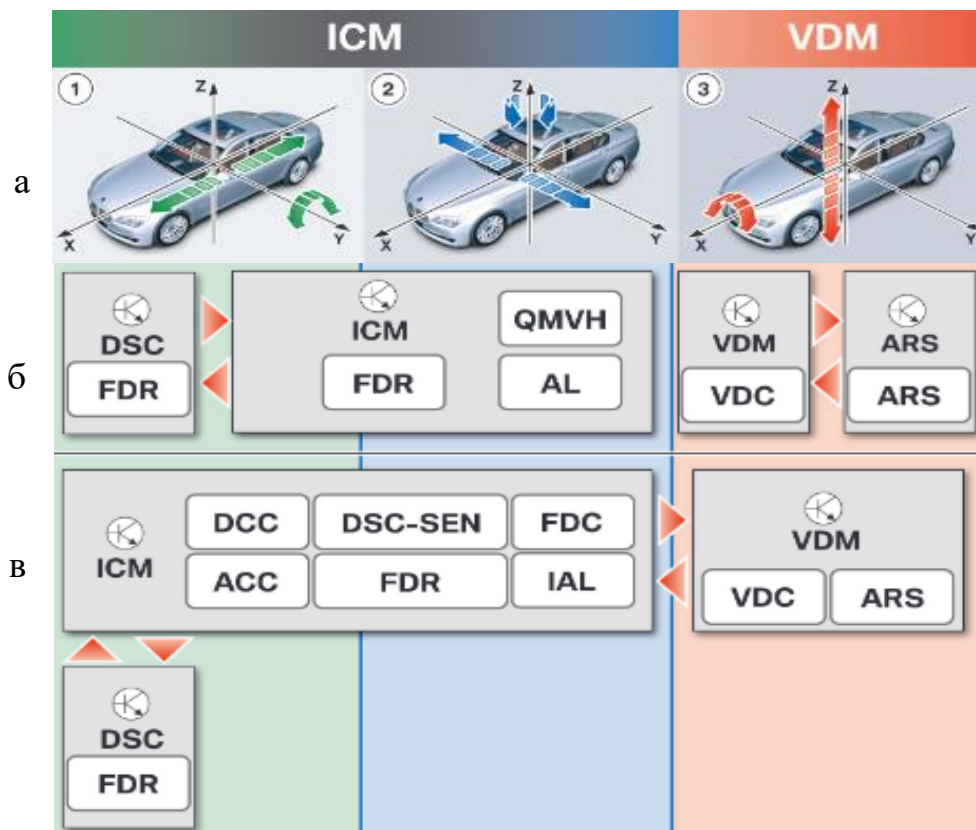 ICM VDM
1 Z X Y
2 Z X Y
3 Z X Y
а
DSC
FDR
ICM
QMVH
FDR
AL
VDM
VDC
ARS
ARS
б
ICM
DCC DSC-SEN FDC
ACC FDR IAL
VDM
VDC ARS
в
DSC
FDR